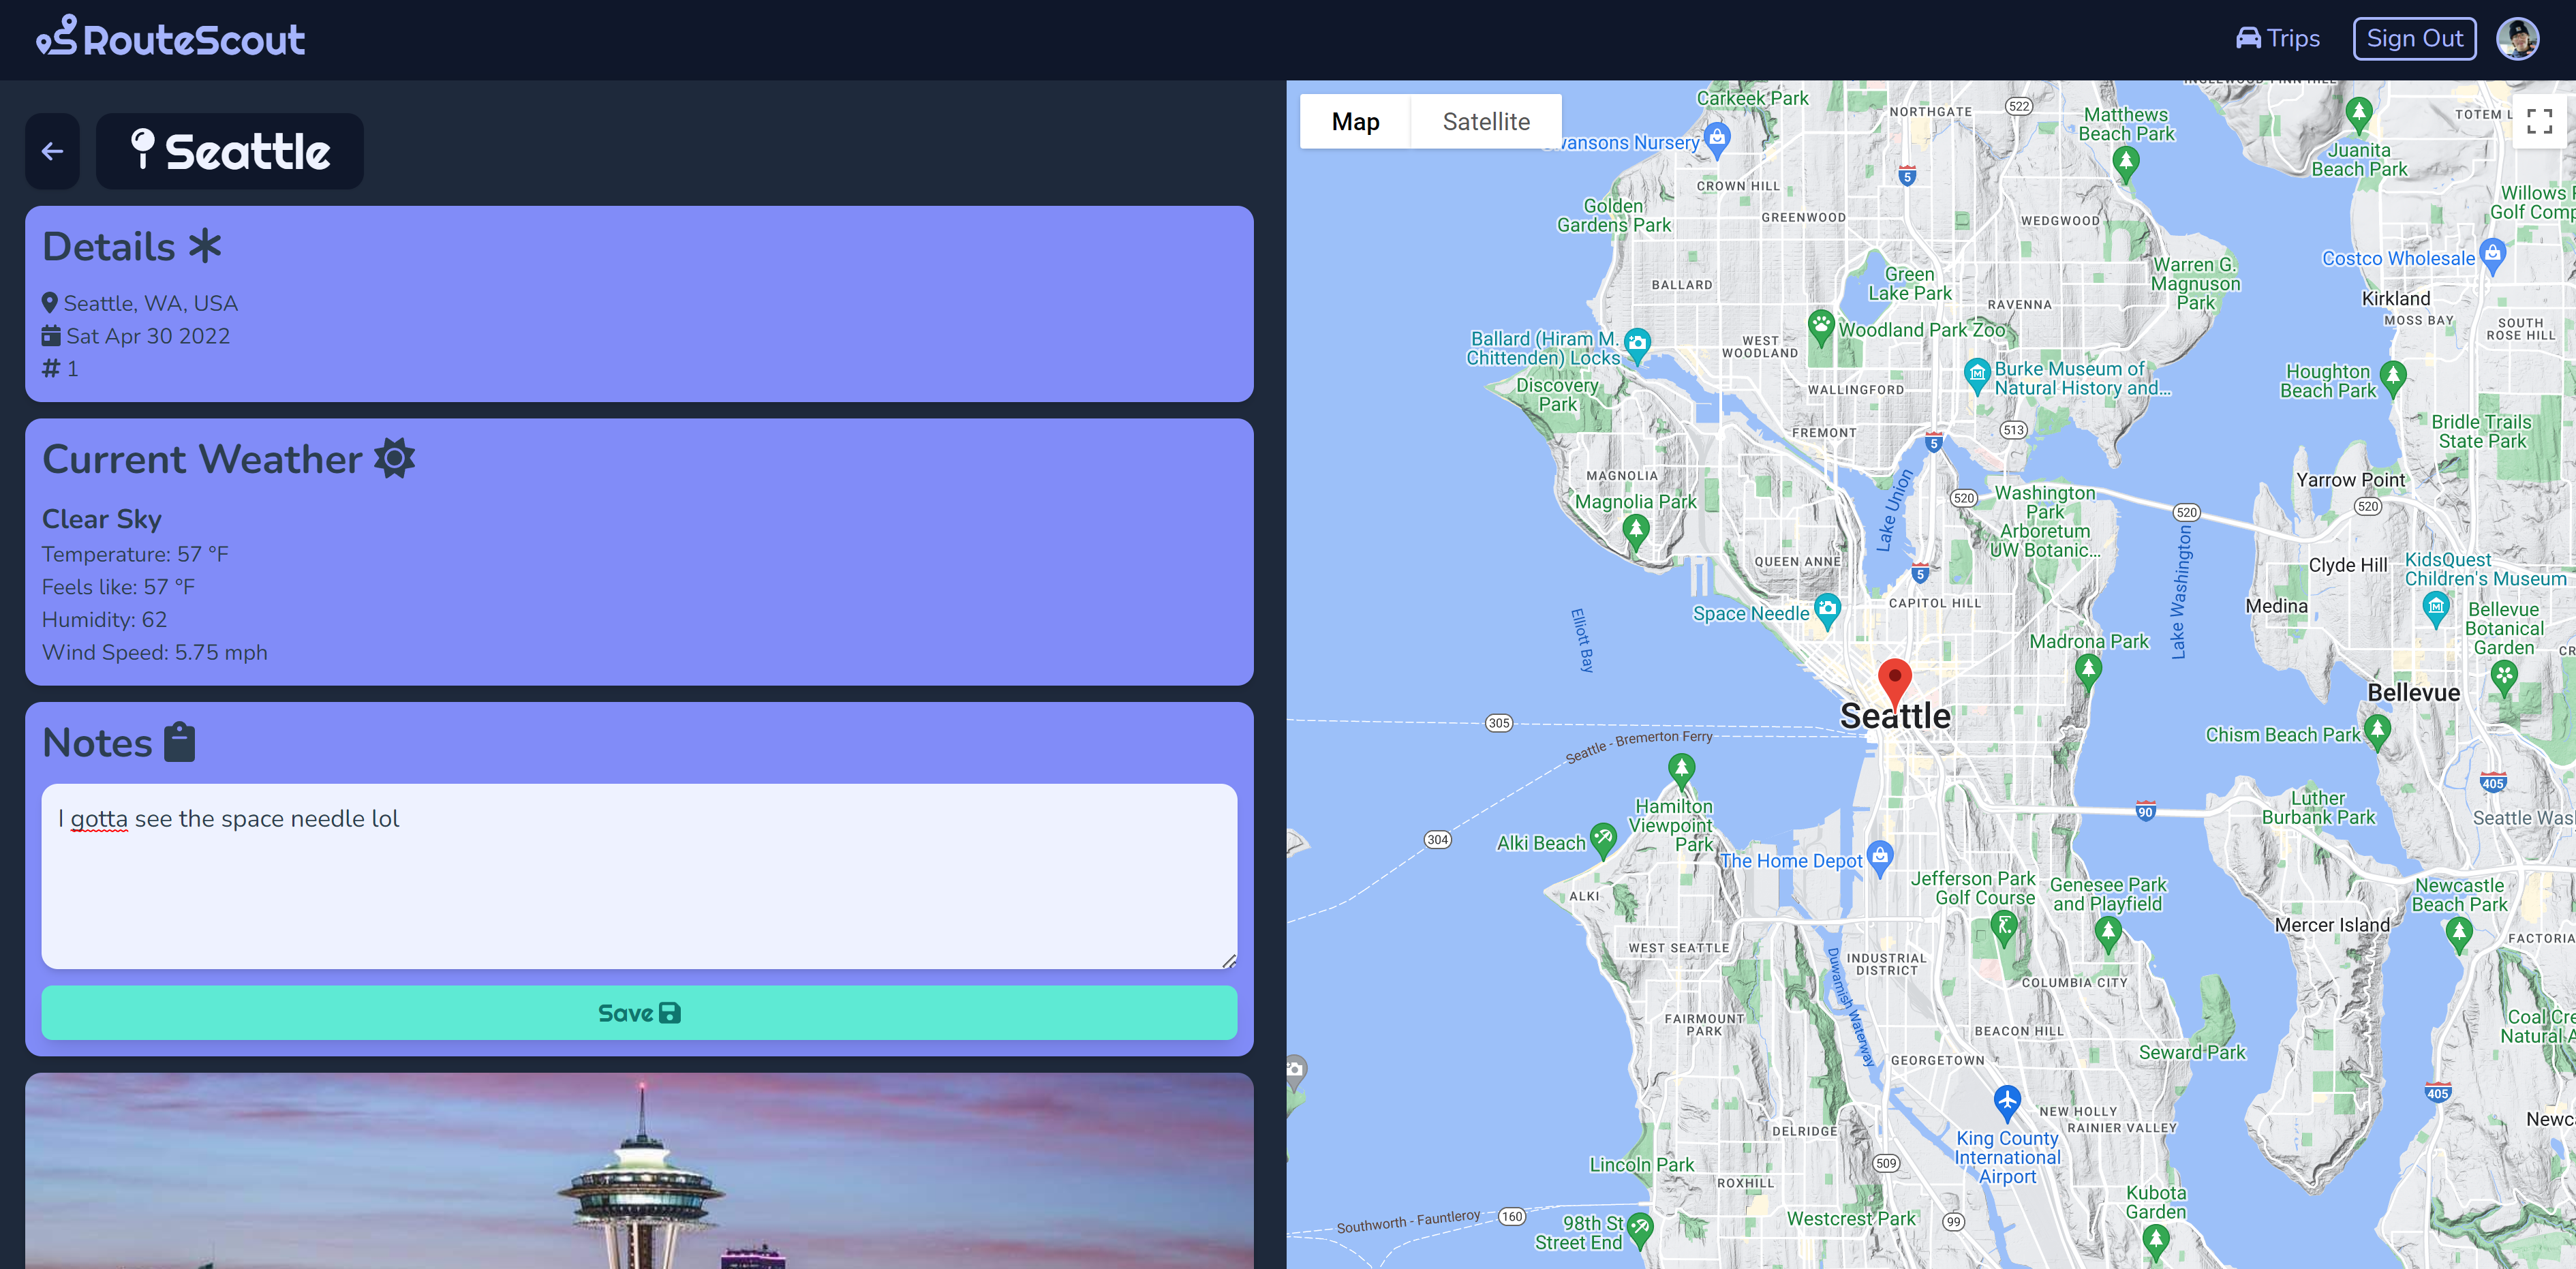 RouteScout
Trips
Sign Out
Seattle
Details
Seattle, WA, USA
Sat Apr 30 2022
# 1
Current Weather
Clear Sky
Temperature: 57 °F
Feels like: 57 °F
Humidity: 62
Wind Speed: 5.75 mph
Notes
I gotta see the space needle lol
Save
Map
Satellite
Carkeek Park
NORTHGATE
522
Matthews
Beach Park
TOTEM L
Swansons Nursery
5
Juanita
Beach Park
CROWN HILL
Golden
Gardens Park
GREENWOOD
WEDGWOOD
Willows
Golf Comp
Costco Wholesale
Warren G.
Magnuson
Park
Green
Lake Park
BALLARD
RAVENNA
Kirkland
MOSS BAY
SOUTH
ROSE HILL
Ballard (Hiram M.
Chittenden) Locks
WEST
WOODLAND
Woodland Park Zoo
Discovery
Park
WALLINGFORD
Burke Museum of
Natural History and...
Houghton
Beach Park
FREMONT
5
513
Bridle Trails
State Park
MAGNOLIA
Magnolia Park
Lake Union
520
Washington
Park
Arboretum
UW Botanic...
520
Yarrow Point
520
QUEEN ANNE
5
Lake Washington
Clyde Hill
KidsQuest
Children's Museum
Space Needle
CAPITOL HILL
Medina
Bellevue
Botanical
Garden
Elliott Bay
Madrona Park
CR
Seattle
Bellevue
305
Seattle - Bremerton Ferry
Chism Beach Park
405
Hamilton
Viewpoint
Park
90
Luther
Burbank Park
Seattle Was
304
Alki Beach
The Home Depot
Jefferson Park
Golf Course
Genesee Park
and Playfield
Newcastle
Beach Park
ALKI
Mercer Island
FACTORIA
WEST SEATTLE
Duwamish Waterway
INDUSTRIAL
DISTRICT
COLUMBIA CITY
FAIRMOUNT
PARK
BEACON HILL
Coal Cre
Natural A
GEORGETOWN
Seward Park
405
NEW HOLLY
RAINIER VALLEY
Newc
DELRIDGE
King County
International
Airport
Lincoln Park
509
ROXHILL
Kubota
Garden
Southworth - Fauntleroy
160
98th St
Street End
Westcrest Park
99